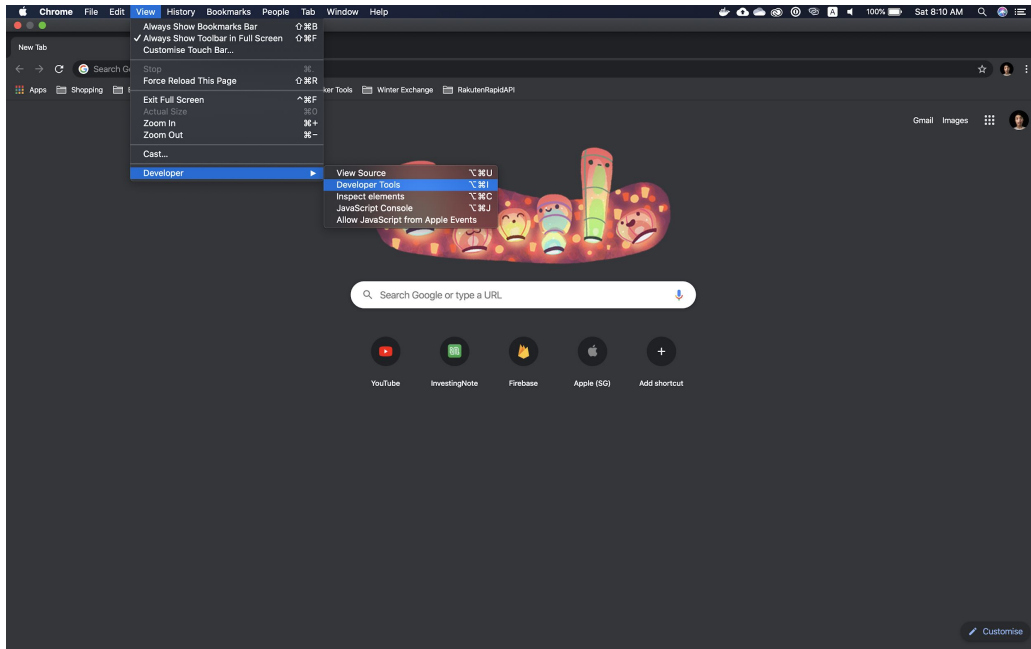 Chrome File Edit View History Bookmarks People Tab Window Help 100% Sat 8:10 AM
Always Show Bookmarks Bar ⇧⌘B
✓ Always Show Toolbar in Full Screen ⇧⌘F
Customise Touch Bar...
New Tab
Stop ⌘.
Search G
Force Reload This Page ⇧⌘R
Apps Shopping ker Tools Winter Exchange RakutenRapidAPI
Exit Full Screen ^⌘F
Actual Size ⌘0
Zoom In ⌘+
Zoom Out ⌘−
Gmail Images
Cast...
Developer ▶
View Source ⌥⌘U
Developer Tools ⌥⌘I
Inspect elements ⌥⌘C
JavaScript Console ⌥⌘J
Allow JavaScript from Apple Events
Search Google or type a URL
YouTube InvestingNote Firebase Apple (SG) Add shortcut
Customise